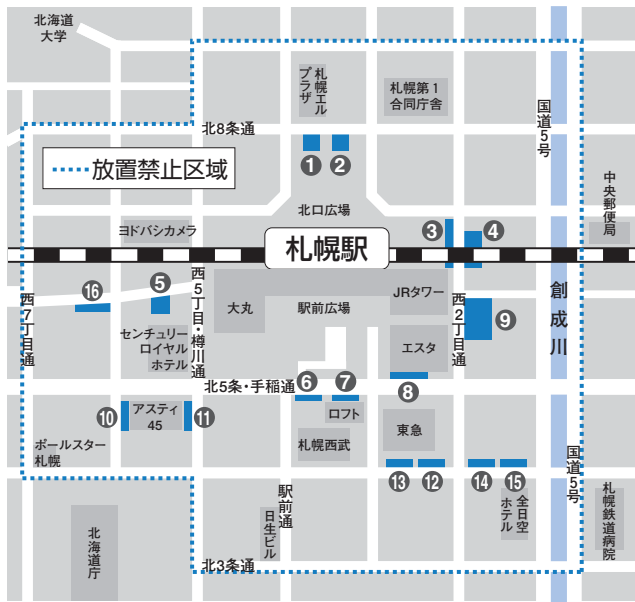 北海道
大学
札幌エル
プラザ
札幌第1
合同庁舎
国道5号
北8条通
放置禁止区域
1
2
中央郵便局
北口広場
ヨドバシカメラ
3
4
札幌駅
西5丁目・樽川通
16
5
大丸
駅前広場
JRタワー
西2丁目通
9
創成川
西7丁目通
センチュリー
ロイヤル
ホテル
エスタ
北5条・手稲通
6
7
8
10
アスティ
45
11
ロフト
東急
札幌西武
ポールスター
札幌
13
12
14
15
国道5号
駅前通
日生ビル
全日空
ホテル
札幌鉄道病院
北海道庁
北3条通